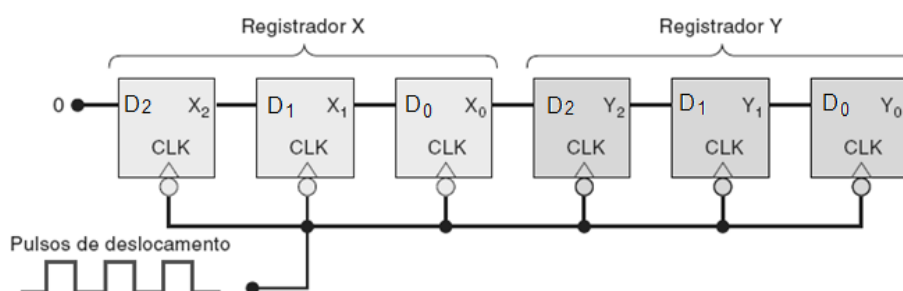 Registrador X Registrador Y
0 D2 X2 D1 X1 D0 X0 D2 Y2 D1 Y1 D0 Y0
CLK CLK CLK CLK CLK CLK
Pulsos de deslocamento